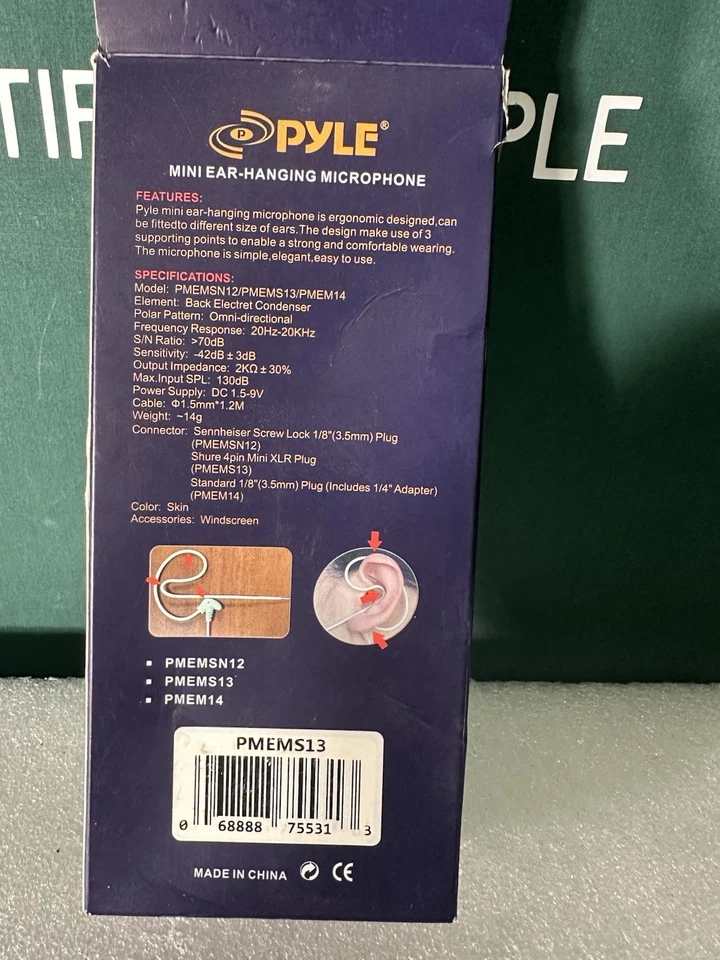 TIF
PLE
P PYLE®
MINI EAR-HANGING MICROPHONE
FEATURES:
Pyle mini ear-hanging microphone is ergonomic designed,can
be fittedto different size of ears.The design make use of 3
supporting points to enable a strong and comfortable wearing.
The microphone is simple,elegant,easy to use.
SPECIFICATIONS:
Model: PMEMSN12/PMEMS13/PMEM14
Element: Back Electret Condenser
Polar Pattern: Omni-directional
Frequency Response: 20Hz-20KHz
S/N Ratio: >70dB
Sensitivity: -42dB ± 3dB
Output Impedance: 2KΩ ± 30%
Max.Input SPL: 130dB
Power Supply: DC 1.5-9V
Cable: Φ1.5mm*1.2M
Weight: ~14g
Connector: Sennheiser Screw Lock 1/8"(3.5mm) Plug
(PMEMSN12)
Shure 4pin Mini XLR Plug
(PMEMS13)
Standard 1/8"(3.5mm) Plug (Includes 1/4" Adapter)
(PMEM14)
Color: Skin
Accessories: Windscreen
▪ PMEMSN12
▪ PMEMS13
▪ PMEM14
PMEMS13
0 68888 75531 3
MADE IN CHINA CE